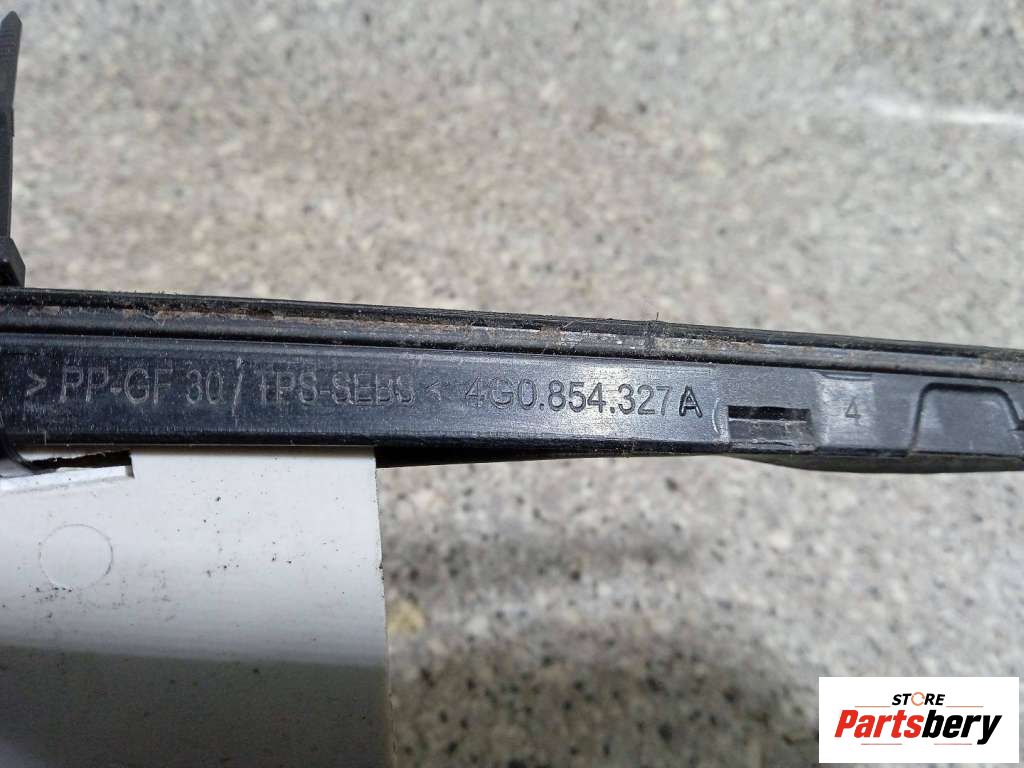 > PP-GF 30 / TPS-SEBS < 4G0.854.327A
4
STORE
Partsbery